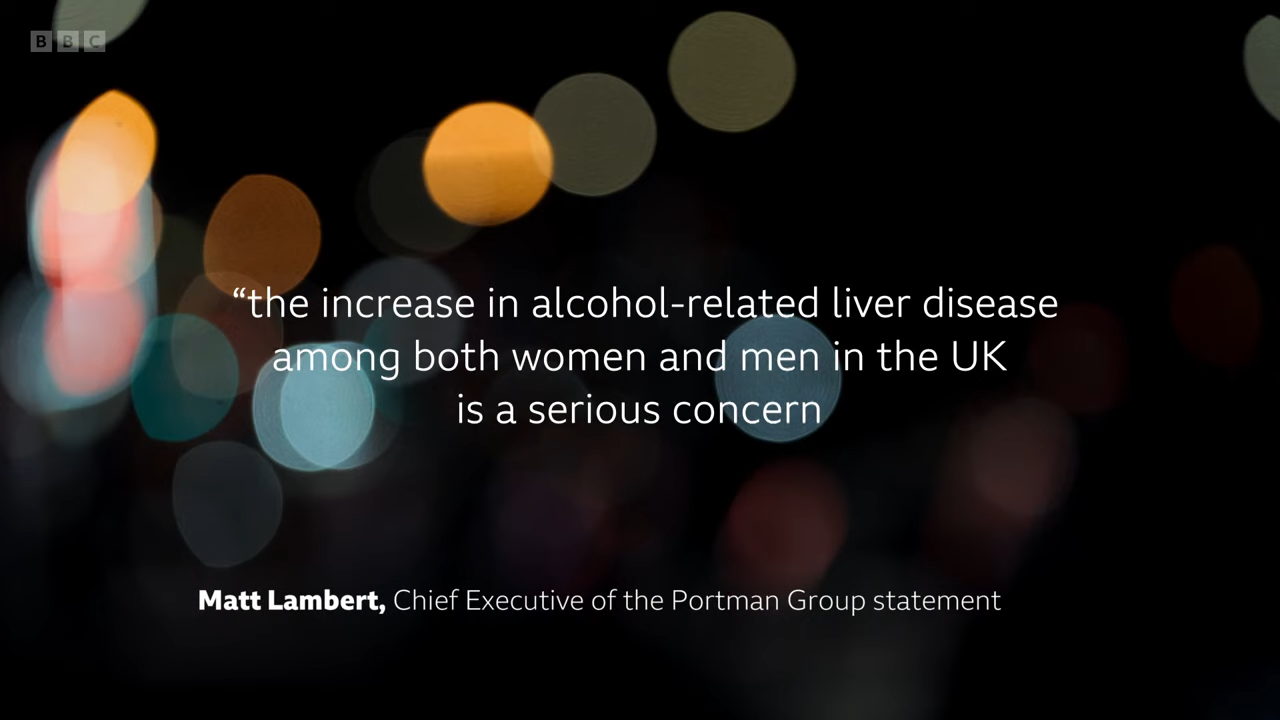 BBC
“the increase in alcohol-related liver disease
among both women and men in the UK
is a serious concern
Matt Lambert, Chief Executive of the Portman Group statement